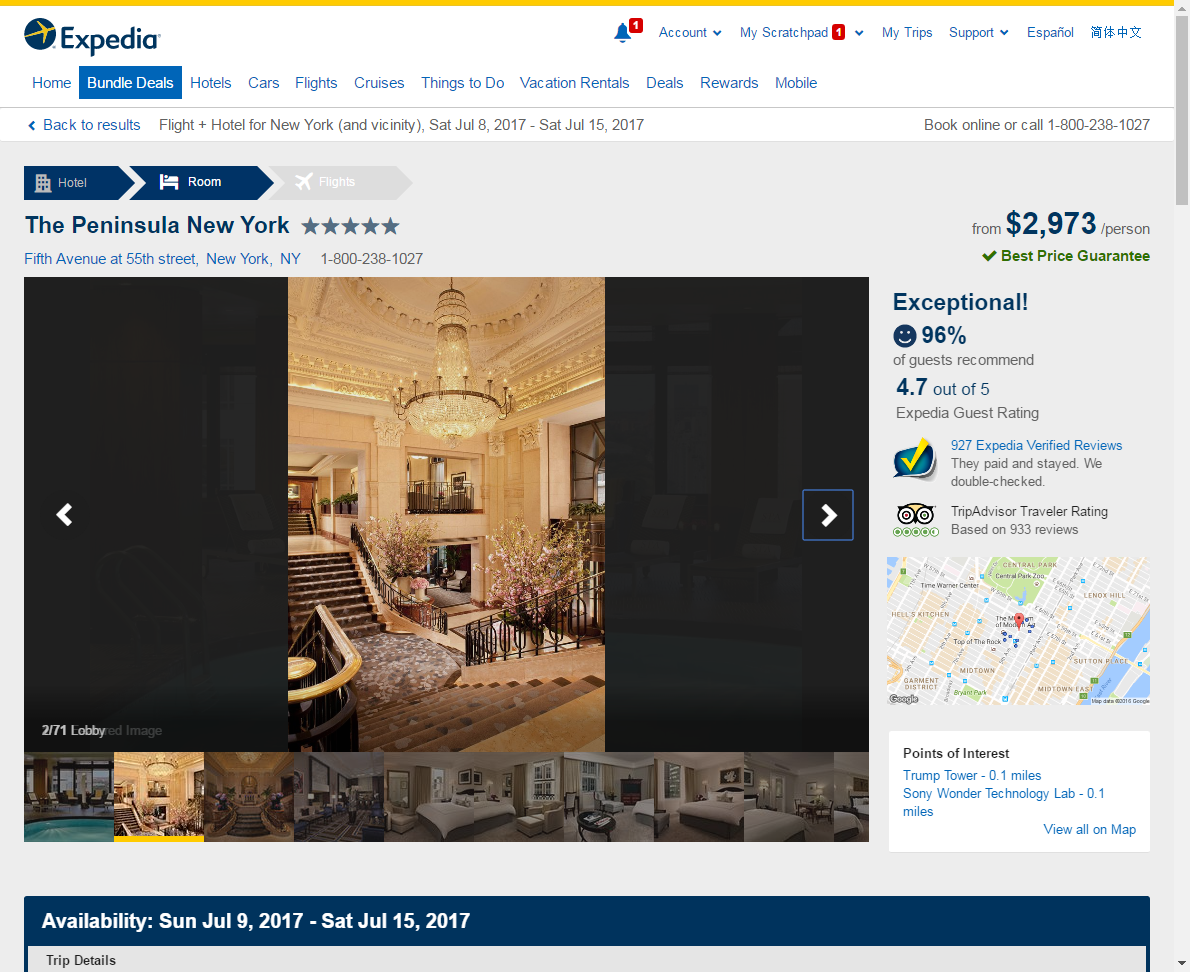 Expedia
1
Account
My Scratchpad 1
My Trips
Support
Español
简体中文
Home
Bundle Deals
Hotels
Cars
Flights
Cruises
Things to Do
Vacation Rentals
Deals
Rewards
Mobile
Back to results
Flight + Hotel for New York (and vicinity), Sat Jul 8, 2017 - Sat Jul 15, 2017
Book online or call 1-800-238-1027
Hotel
Room
Flights
The Peninsula New York
from $2,973 /person
Fifth Avenue at 55th street, New York, NY 1-800-238-1027
Best Price Guarantee
2/71 Lobby
Image
Exceptional!
96%
of guests recommend
4.7 out of 5
Expedia Guest Rating
927 Expedia Verified Reviews
They paid and stayed. We
double-checked.
TripAdvisor Traveler Rating
Based on 933 reviews
CENTRAL PARK
Central Park Zoo
Time Warner Center
LENOX HILL
HELL'S KITCHEN
of Modern Art
Top of The Rock
SUTTON PLACE
MIDTOWN
GARMENT
DISTRICT
Bryant Park
MIDTOWN EAST
Google
Map data ©2016 Google
Points of Interest
Trump Tower - 0.1 miles
Sony Wonder Technology Lab - 0.1
miles
View all on Map
Availability: Sun Jul 9, 2017 - Sat Jul 15, 2017
Trip Details